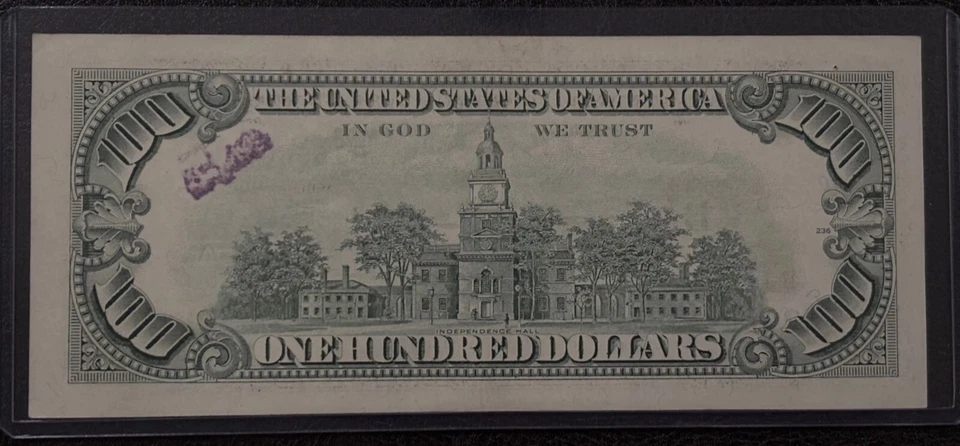 THE UNITED STATES OF AMERICA
IN GOD WE TRUST
100
100
236
INDEPENDENCE HALL
100
100
ONE HUNDRED DOLLARS